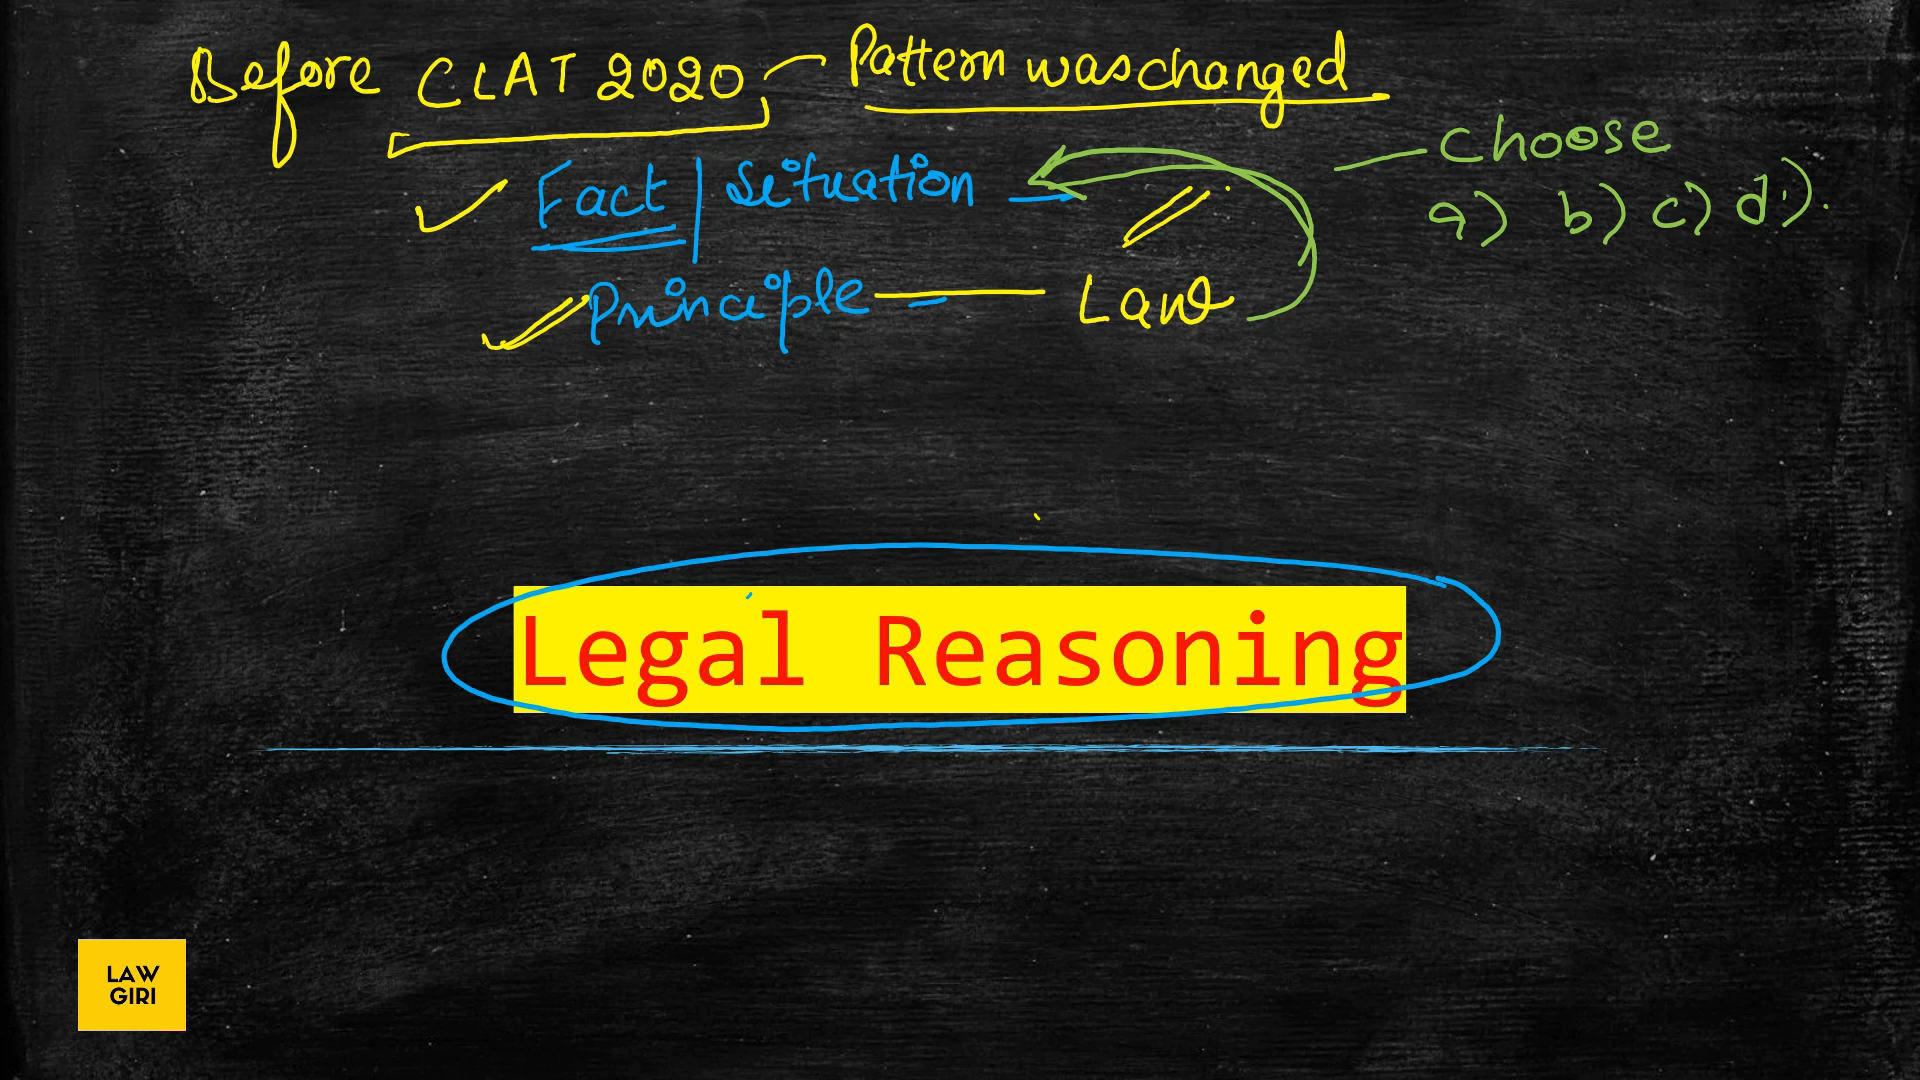 Before CLAT 2020 Pattern was changed
choose
Fact | Situation
a) b) c) d).
Principle Law
Legal Reasoning
LAW
GIRI